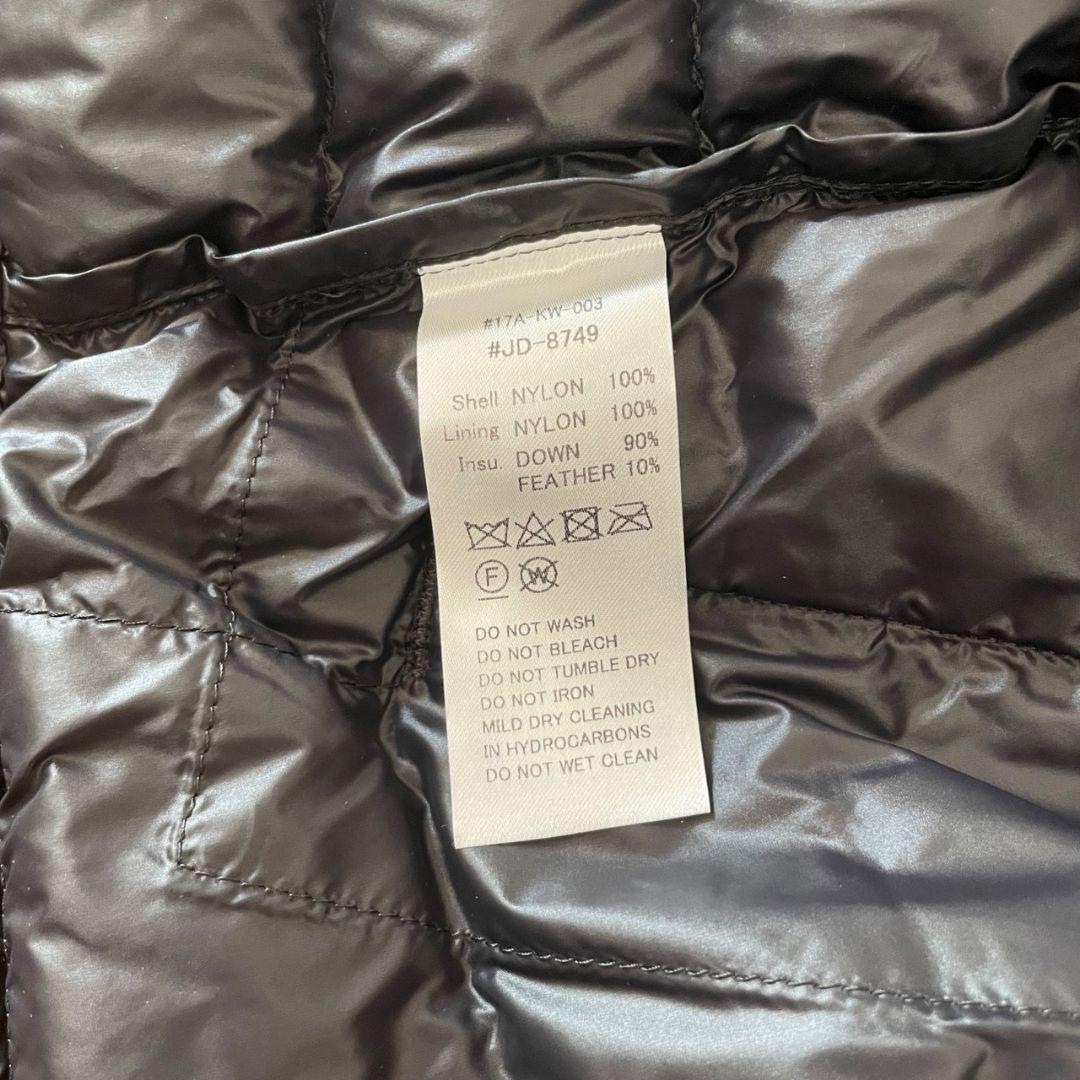 #17A-KW-003
#JD-8749
Shell NYLON 100%
Lining NYLON 100%
Insu. DOWN 90%
FEATHER 10%
F W
DO NOT WASH
DO NOT BLEACH
DO NOT TUMBLE DRY
DO NOT IRON
MILD DRY CLEANING
IN HYDROCARBONS
DO NOT WET CLEAN